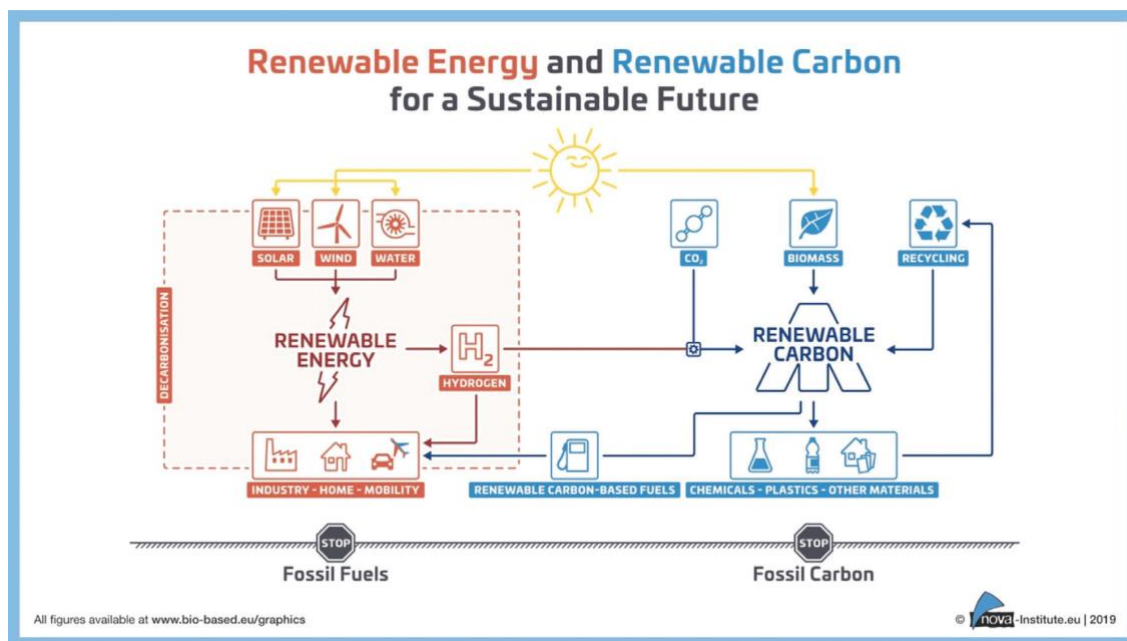 Renewable Energy and Renewable Carbon
for a Sustainable Future
SOLAR
WIND
WATER
CO₂
BIOMASS
RECYCLING
DECARBONISATION
RENEWABLE
ENERGY
H₂
HYDROGEN
RENEWABLE
CARBON
INDUSTRY - HOME - MOBILITY
RENEWABLE CARBON-BASED FUELS
CHEMICALS - PLASTICS - OTHER MATERIALS
STOP
Fossil Fuels
STOP
Fossil Carbon
All figures available at www.bio-based.eu/graphics
© nova-Institute.eu | 2019